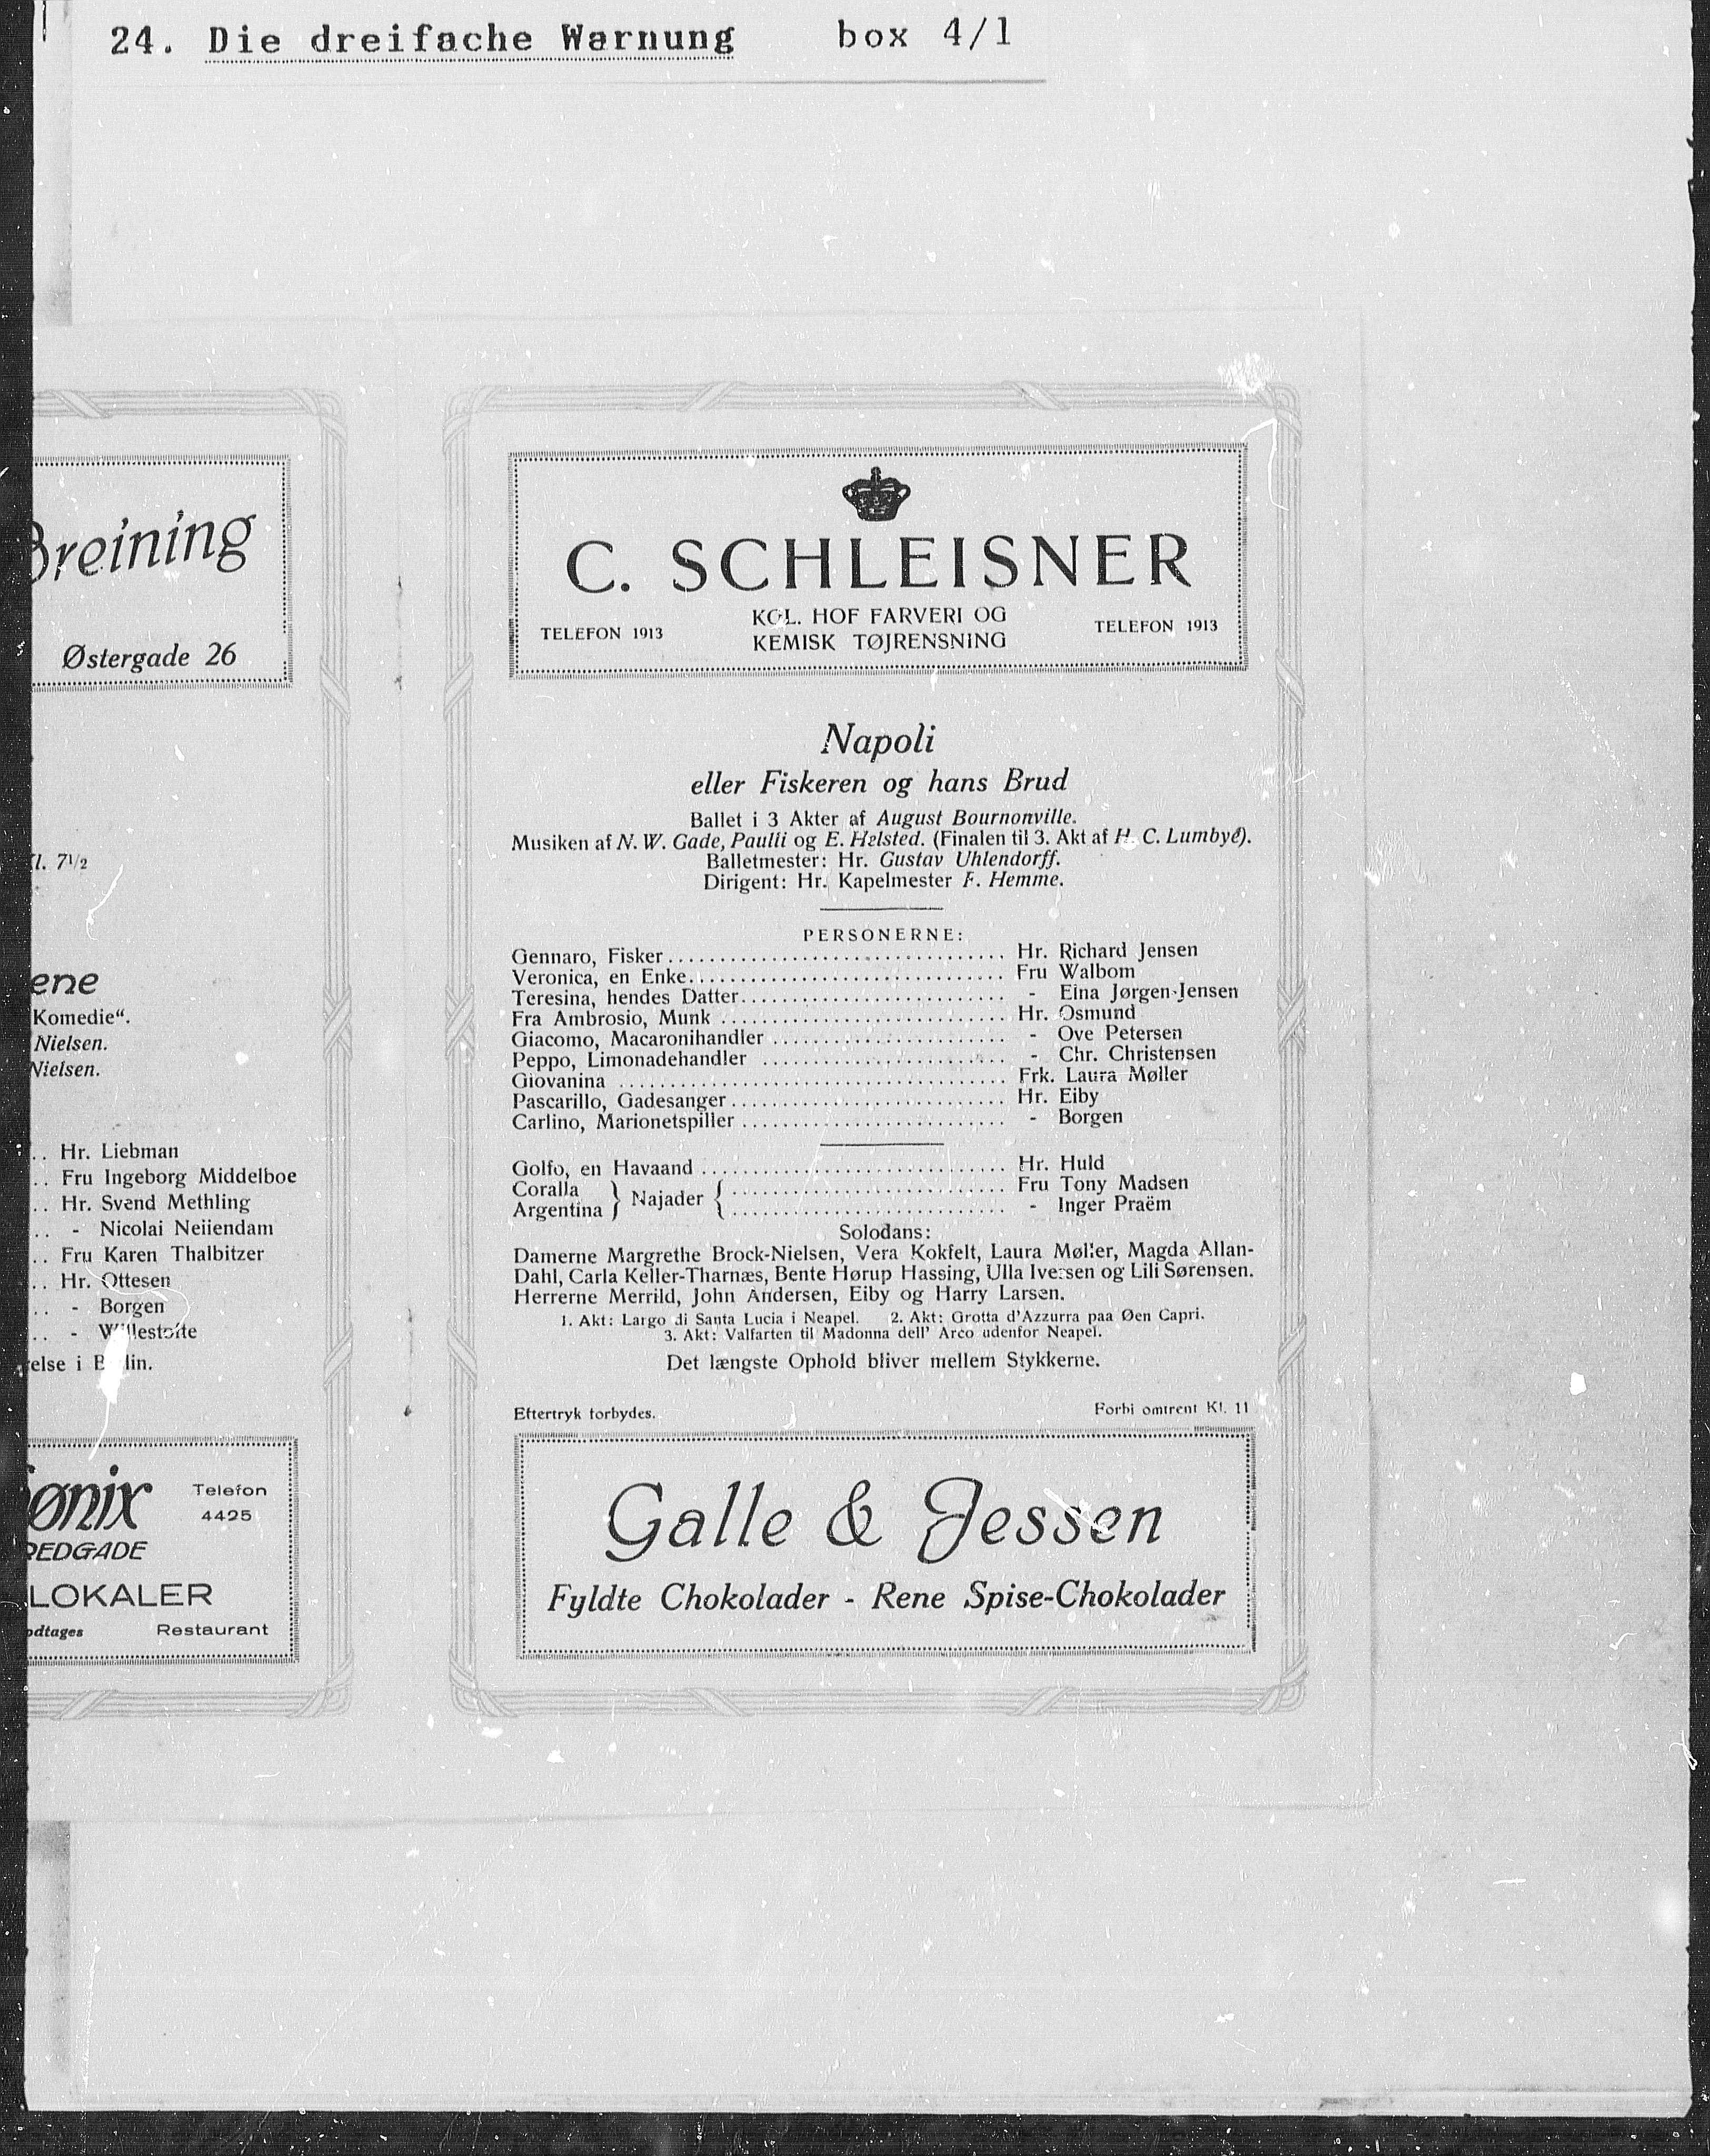 24. Die dreifache Warnung box 4/1
Breining
Østergade 26
Kl. 7½
ene
Komedie“.
Nielsen.
Nielsen.
.. Hr. Liebman
.. Fru Ingeborg Middelboe
.. Hr. Svend Methling
.. - Nicolai Neiiendam
.. Fru Karen Thalbitzer
.. Hr. Ottesen
.. - Borgen
.. - Willestofte
else i Berlin.
ønix
Telefon
4425
REDGADE
LOKALER
odtages Restaurant
C. SCHLEISNER
TELEFON 1913
KGL. HOF FARVERI OG
KEMISK TØJRENSNING
TELEFON 1913
Napoli
eller Fiskeren og hans Brud
Ballet i 3 Akter af August Bournonville.
Musiken af N. W. Gade, Paulli og E. Helsted. (Finalen til 3. Akt af H. C. Lumbye).
Balletmester: Hr. Gustav Uhlendorff.
Dirigent: Hr. Kapelmester F. Hemme.
PERSONERNE:
Gennaro, Fisker ........ Hr. Richard Jensen
Veronica, en Enke ........ Fru Walbom
Teresina, hendes Datter ........ - Elna Jørgen-Jensen
Fra Ambrosio, Munk ........ Hr. Osmund
Giacomo, Macaronihandler ........ - Ove Petersen
Peppo, Limonadehandler ........ - Chr. Christensen
Giovanina ........ Frk. Laura Møller
Pascarillo, Gadesanger ........ Hr. Eiby
Carlino, Marionetspiller ........ - Borgen
Golfo, en Havaand ........ Hr. Huld
Coralla } Najader { ........ Fru Tony Madsen
Argentina } { ........ - Inger Praëm
Solodans:
Damerne Margrethe Brock-Nielsen, Vera Kokfelt, Laura Møller, Magda Allan-
Dahl, Carla Keller-Tharnæs, Bente Hørup Hassing, Ulla Iversen og Lili Sørensen.
Herrerne Merrild, John Andersen, Eiby og Harry Larsen.
1. Akt: Largo di Santa Lucia i Neapel. 2. Akt: Grotta d'Azzurra paa Øen Capri.
3. Akt: Valfarten til Madonna dell' Arco udenfor Neapel.
Det længste Ophold bliver mellem Stykkerne.
Eftertryk forbydes. Forbi omtrent Kl. 11
Galle & Jessen
Fyldte Chokolader - Rene Spise-Chokolader